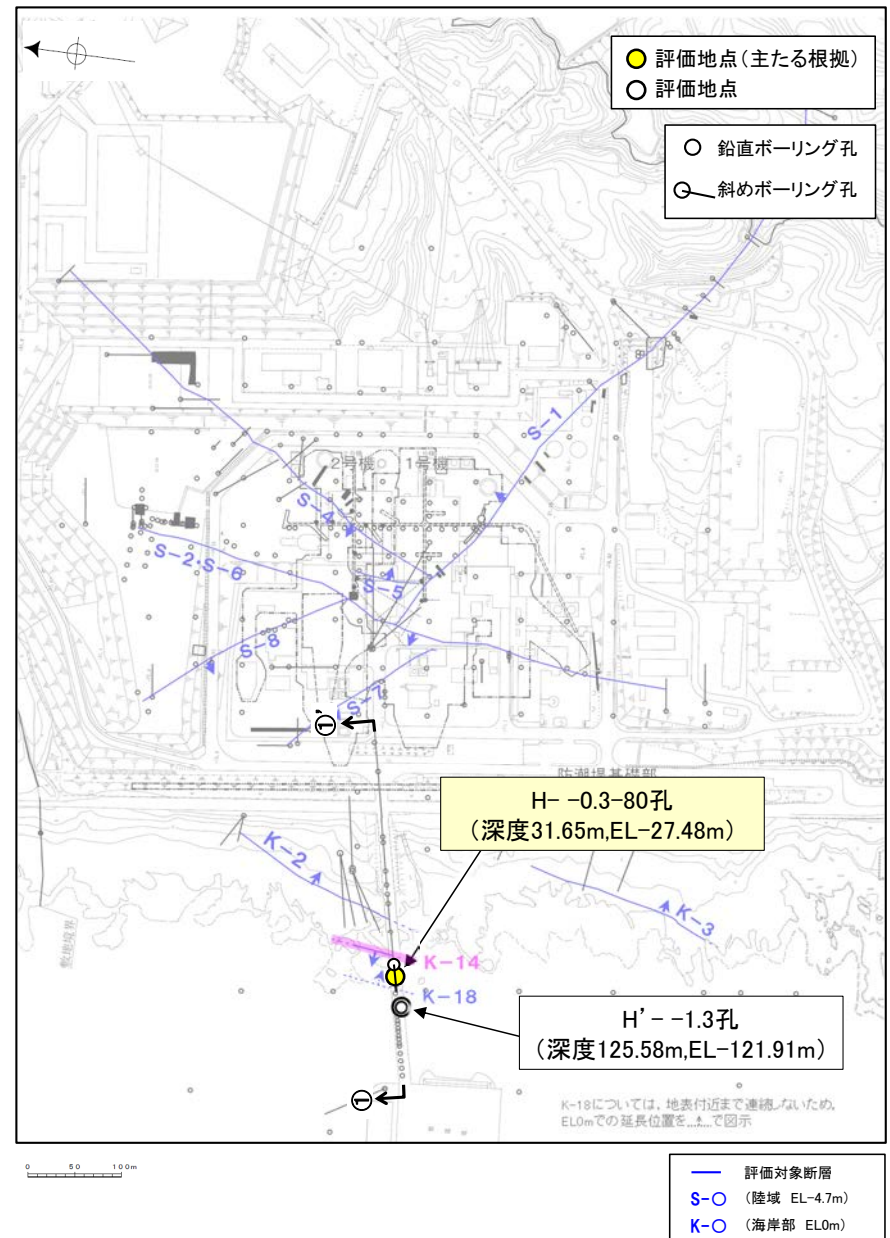 評価地点（主たる根拠）
評価地点
鉛直ボーリング孔
斜めボーリング孔
S-1
2号機
1号機
S-4
S-2・S-6
S-5
S-8
S-7
①'
防潮堤基礎部
H- -0.3-80孔
（深度31.65m,EL-27.48m）
K-2
K-3
敷地境界
K-14
K-18
H'- -1.3孔
（深度125.58m,EL-121.91m）
①
K-18については、地表付近まで連続しないため、
EL0mでの延長位置を...で図示
0 50 100m
評価対象断層
S-○ （陸域 EL-4.7m）
K-○ （海岸部 EL0m）